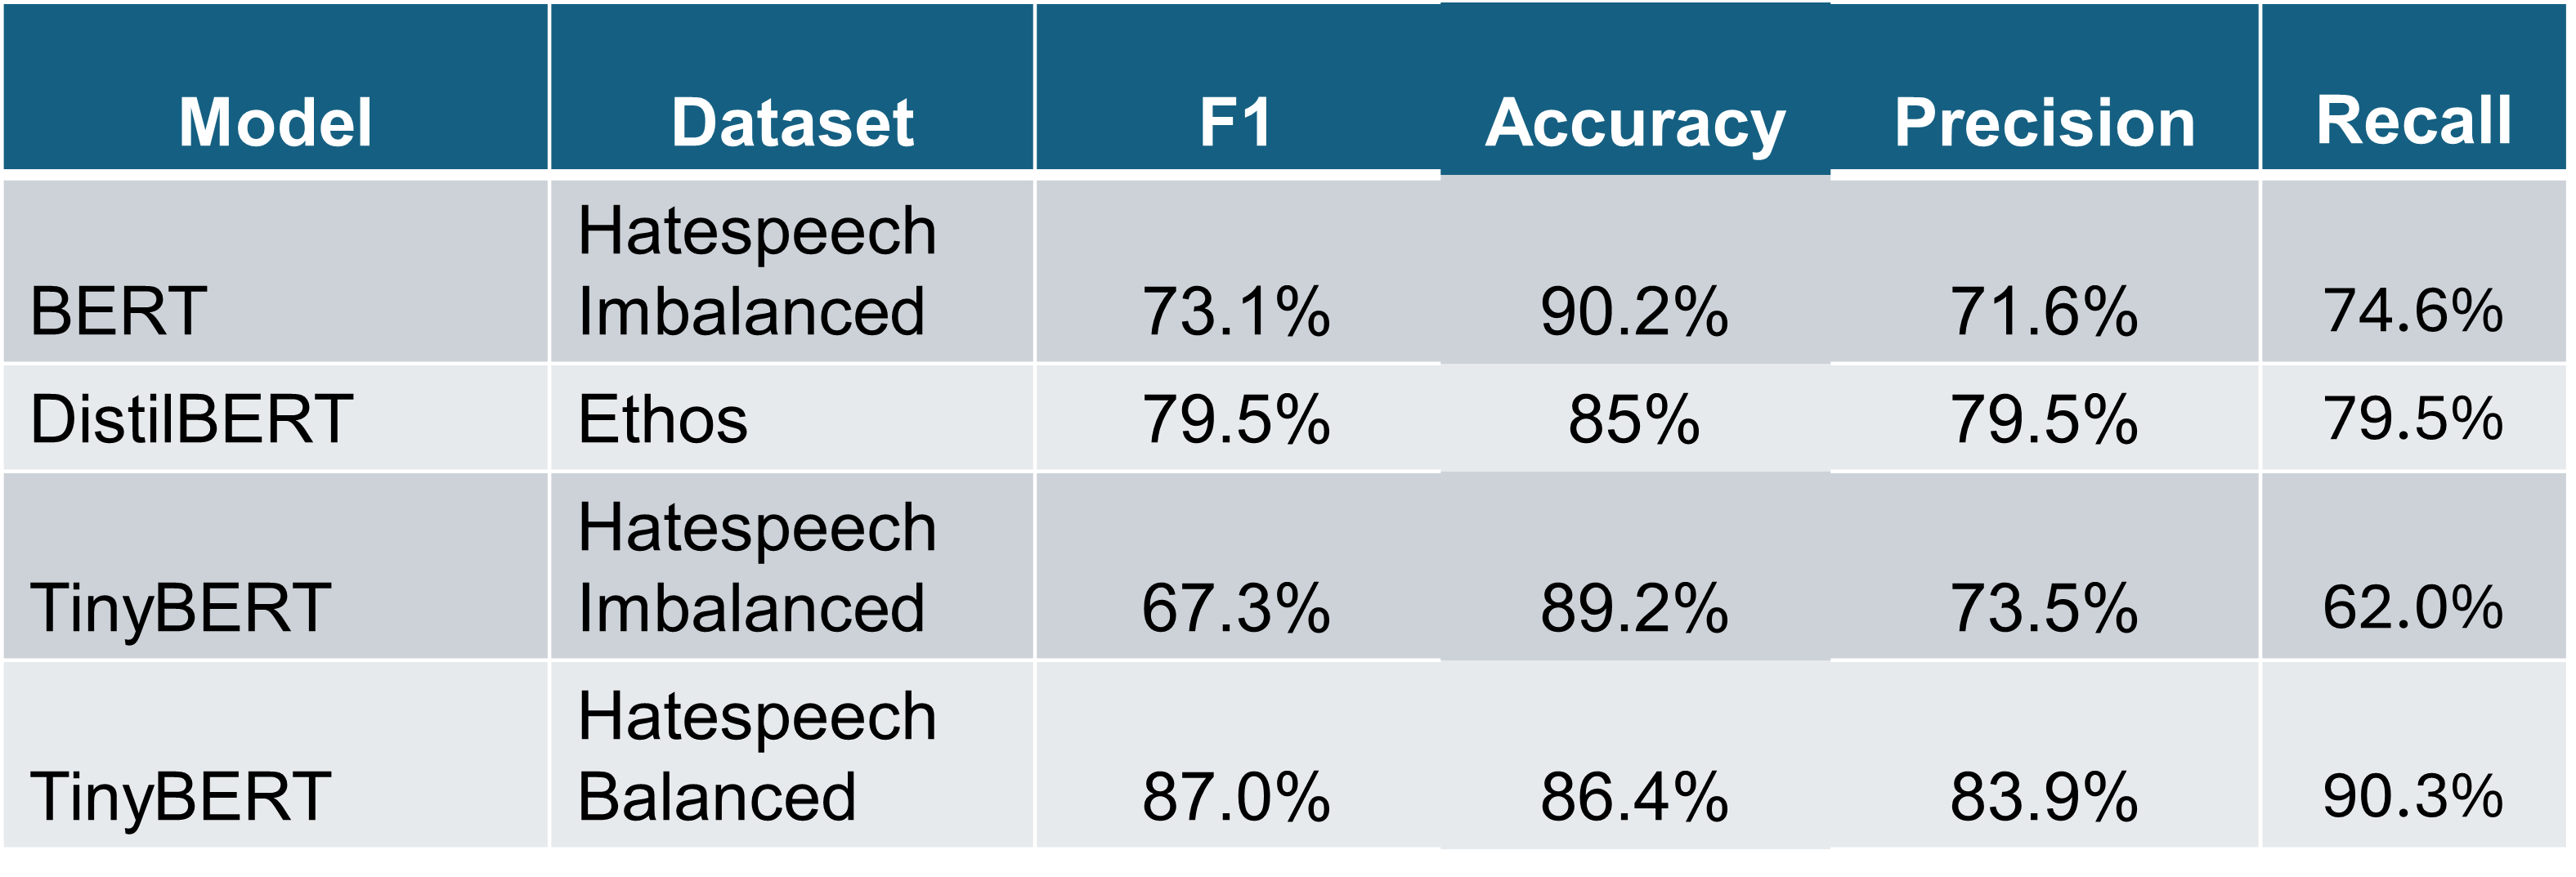 Model Dataset F1 Accuracy Precision Recall
Hatespeech
BERT Imbalanced 73.1% 90.2% 71.6% 74.6%
DistilBERT Ethos 79.5% 85% 79.5% 79.5%
Hatespeech
TinyBERT Imbalanced 67.3% 89.2% 73.5% 62.0%
Hatespeech
TinyBERT Balanced 87.0% 86.4% 83.9% 90.3%